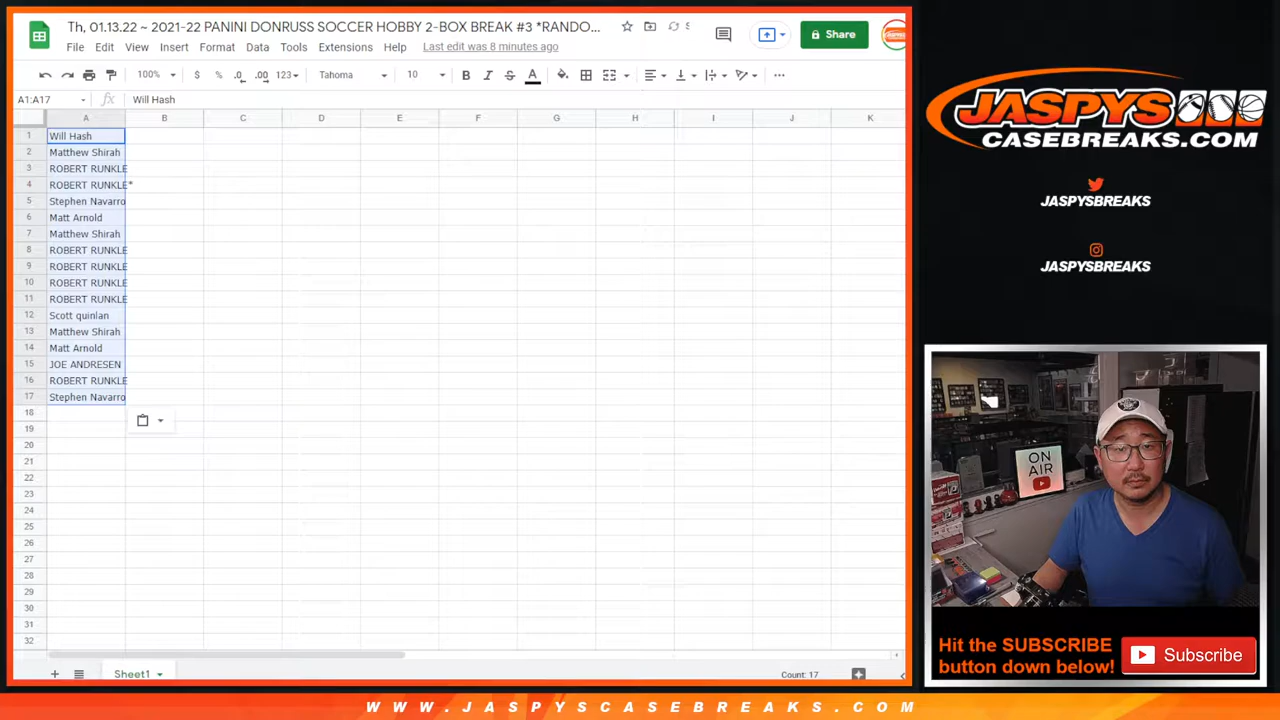 Th, 01.13.22 ~ 2021-22 PANINI DONRUSS SOCCER HOBBY 2-BOX BREAK #3 *RANDO...
S
Share
File Edit View Insert Format Data Tools Extensions Help Last edit was 8 minutes ago
100% $ % .0 .00 123 Tahoma 10 B I S A
A1:A17 fx Will Hash
A B C D E F G H I J K
1 Will Hash
2 Matthew Shirah
3 ROBERT RUNKLE
4 ROBERT RUNKLE*
5 Stephen Navarro
6 Matt Arnold
7 Matthew Shirah
8 ROBERT RUNKLE
9 ROBERT RUNKLE
10 ROBERT RUNKLE
11 ROBERT RUNKLE
12 Scott quinlan
13 Matthew Shirah
14 Matt Arnold
15 JOE ANDRESEN
16 ROBERT RUNKLE
17 Stephen Navarro
18
19
20
21
22
23
24
25
26
27
28
29
30
31
32
Sheet1
Count: 17
JASPYS
CASEBREAKS.COM
JASPYSBREAKS
JASPYSBREAKS
ON
AIR
Hit the SUBSCRIBE
button down below!
Subscribe
WWW.JASPYSCASEBREAKS.COM